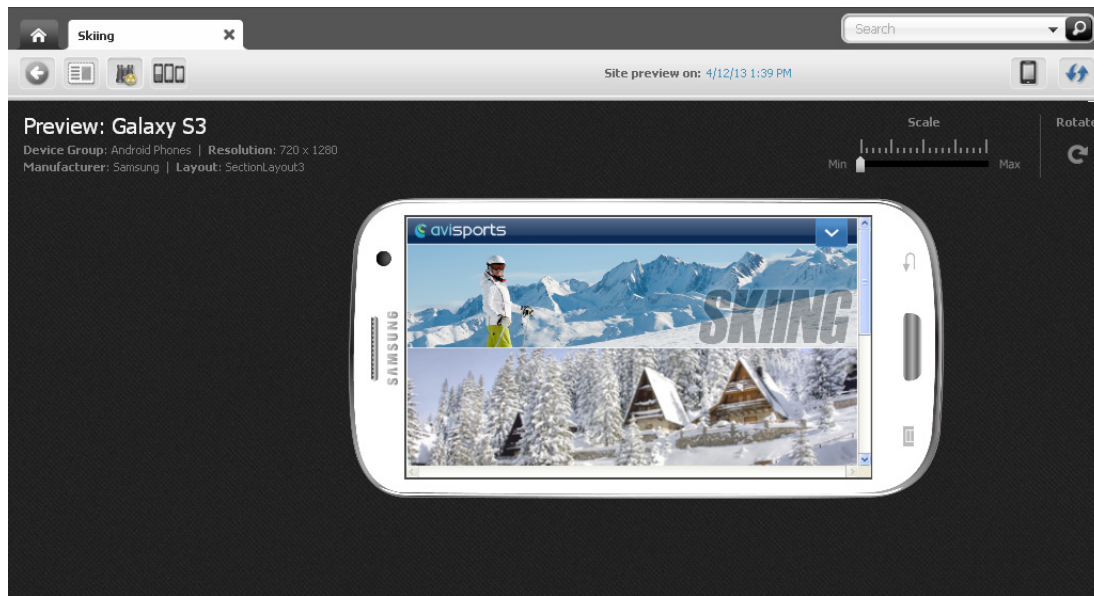 Skiing
Search
Site preview on: 4/12/13 1:39 PM
Preview: Galaxy S3
Device Group: Android Phones | Resolution: 720 x 1280
Manufacturer: Samsung | Layout: SectionLayout3
Scale
Min
Max
Rotate
avisports
SKIING
SAMSUNG